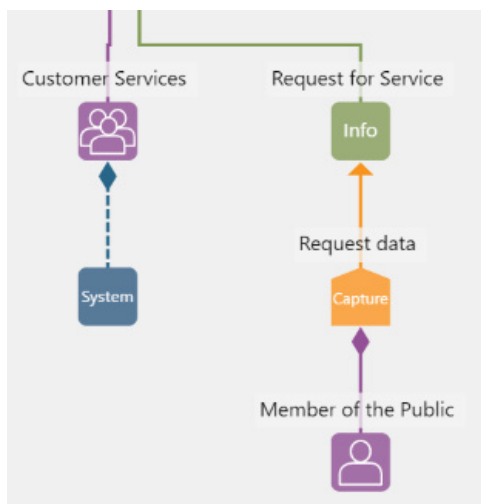 Customer Services
Request for Service
Info
Request data
System
Capture
Member of the Public